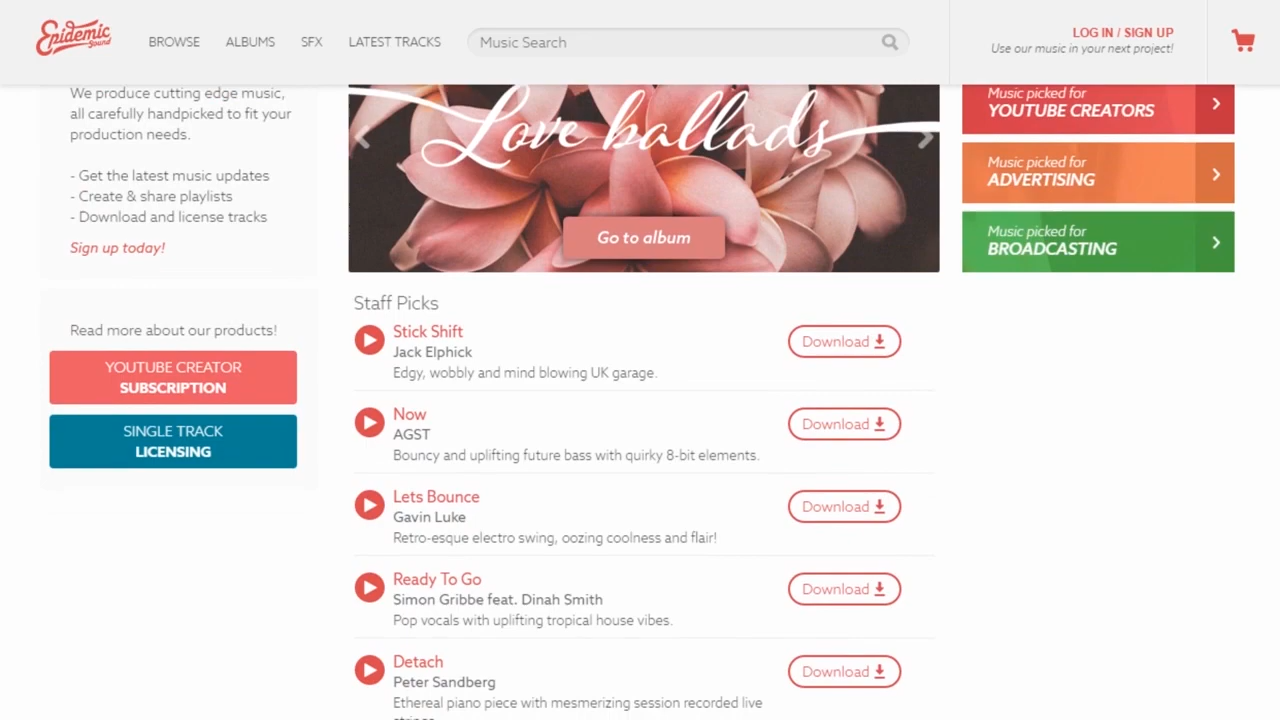 Epidemic
Sound
BROWSE
ALBUMS
SFX
LATEST TRACKS
Music Search
LOG IN / SIGN UP
Use our music in your next project!
We produce cutting edge music,
all carefully handpicked to fit your
production needs.
- Get the latest music updates
- Create & share playlists
- Download and license tracks
Sign up today!
Read more about our products!
YOUTUBE CREATOR
SUBSCRIPTION
SINGLE TRACK
LICENSING
Love ballads
Go to album
Music picked for
YOUTUBE CREATORS
Music picked for
ADVERTISING
Music picked for
BROADCASTING
Staff Picks
Stick Shift
Jack Elphick
Edgy, wobbly and mind blowing UK garage.
Download
Now
AGST
Bouncy and uplifting future bass with quirky 8-bit elements.
Download
Lets Bounce
Gavin Luke
Retro-esque electro swing, oozing coolness and flair!
Download
Ready To Go
Simon Gribbe feat. Dinah Smith
Pop vocals with uplifting tropical house vibes.
Download
Detach
Peter Sandberg
Ethereal piano piece with mesmerizing session recorded live
Download